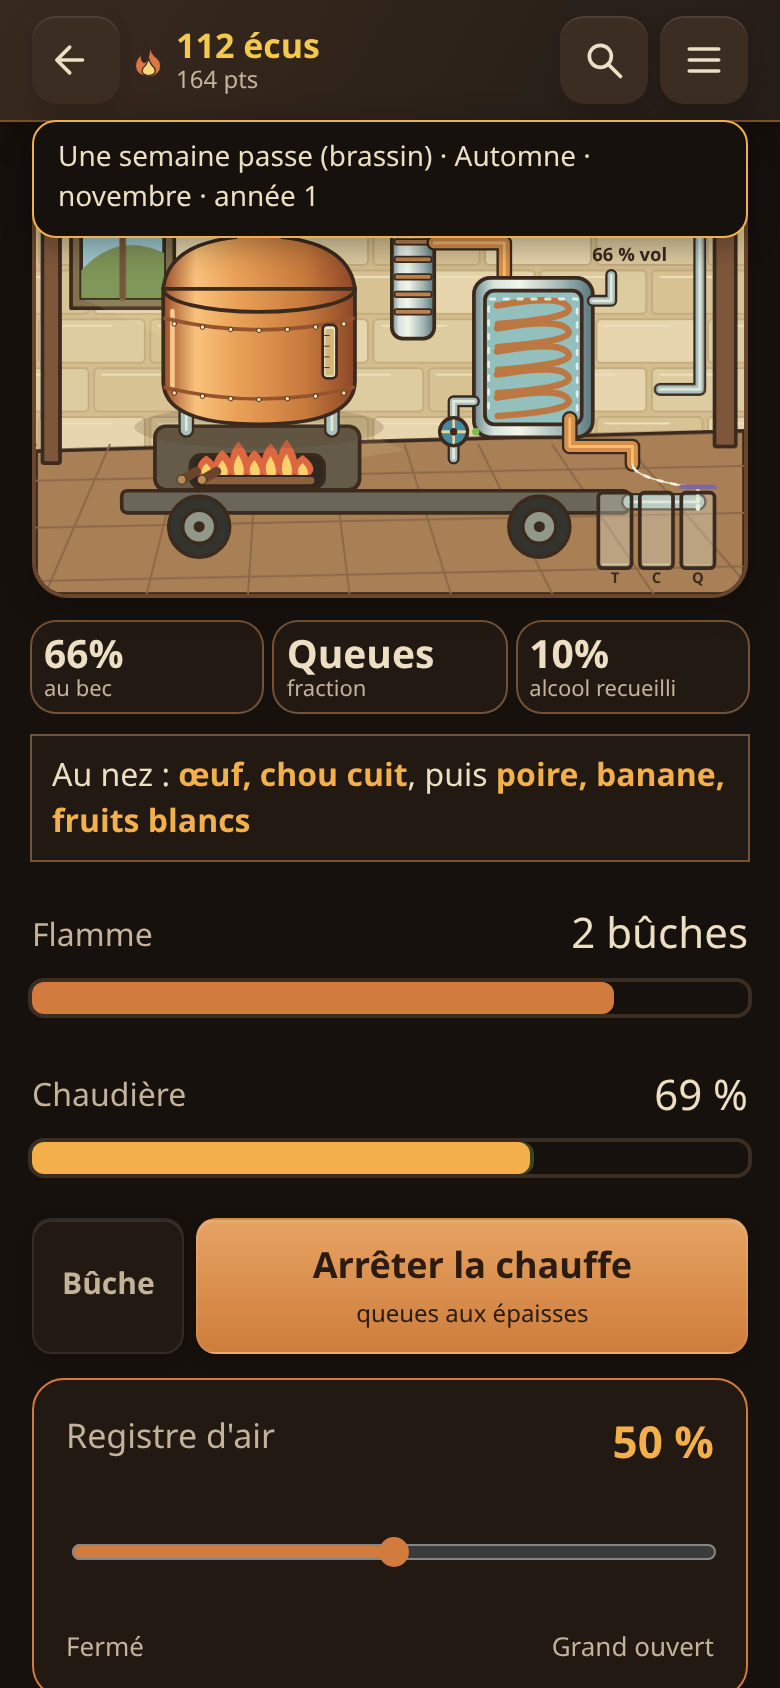 112 écus
164 pts
Une semaine passe (brassin) · Automne ·
novembre · année 1
66 % vol
T C Q
66% Queues 10%
au bec fraction alcool recueilli
Au nez : œuf, chou cuit, puis poire, banane,
fruits blancs
Flamme 2 bûches
Chaudière 69 %
Bûche
Arrêter la chauffe
queues aux épaisses
Registre d'air 50 %
Fermé Grand ouvert